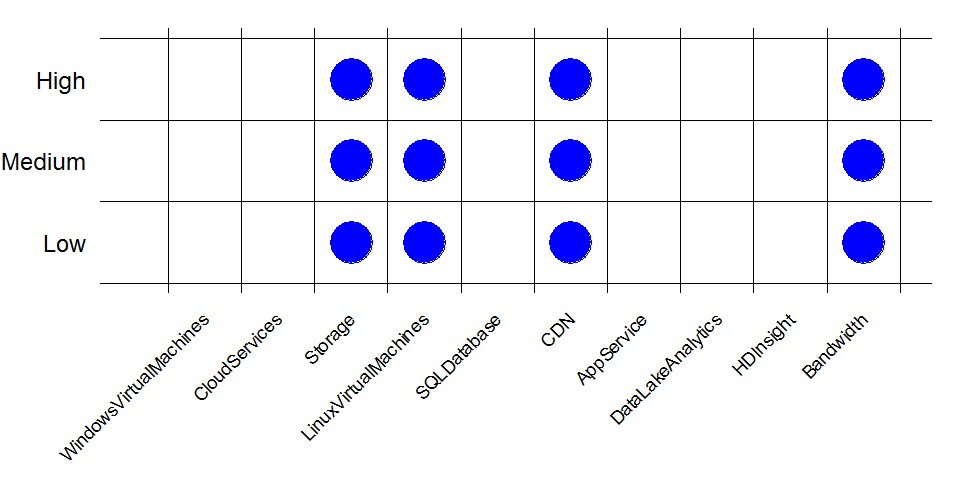 High
Medium
Low
WindowsVirtualMachines
CloudServices
Storage
LinuxVirtualMachines
SQLDatabase
CDN
AppService
DataLakeAnalytics
HDInsight
Bandwidth